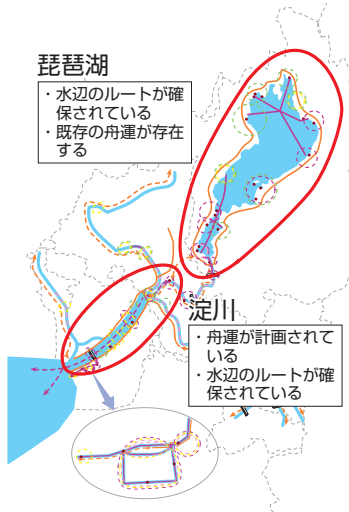 琵琶湖
・水辺のルートが確
保されている
・既存の舟運が存在
する
淀川
・舟運が計画されて
いる
・水辺のルートが確
保されている